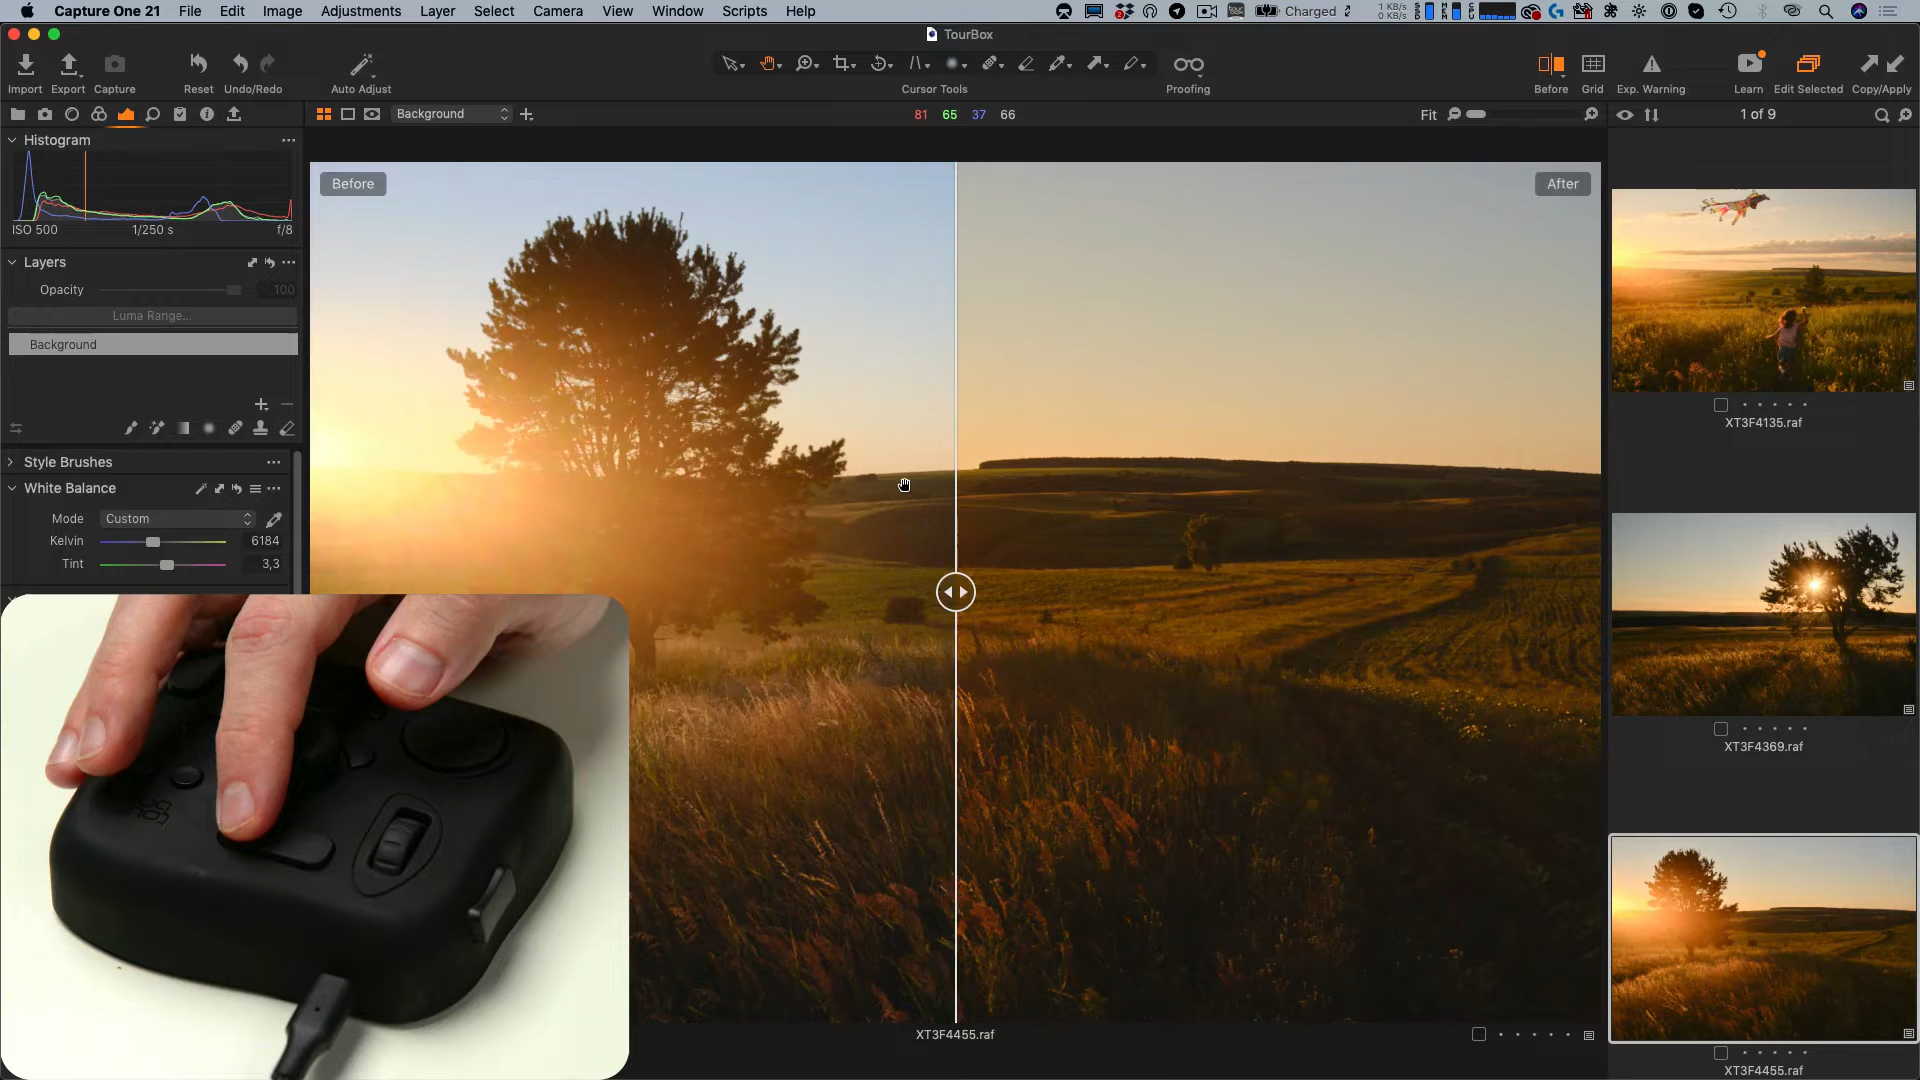 Capture One 21 File Edit Image Adjustments Layer Select Camera View Window Scripts Help
Charged
1 KB/s
0 KB/s
TourBox
Import Export Capture Reset Undo/Redo Auto Adjust Cursor Tools Proofing Before Grid Exp. Warning Learn Edit Selected Copy/Apply
Background
81 65 37 66
Fit
1 of 9
Histogram
ISO 500 1/250 s f/8
Layers
Opacity 100
Luma Range...
Background
Style Brushes
White Balance
Mode Custom
Kelvin 6184
Tint 3,3
Before
After
XT3F4455.raf
XT3F4135.raf
XT3F4369.raf
XT3F4455.raf